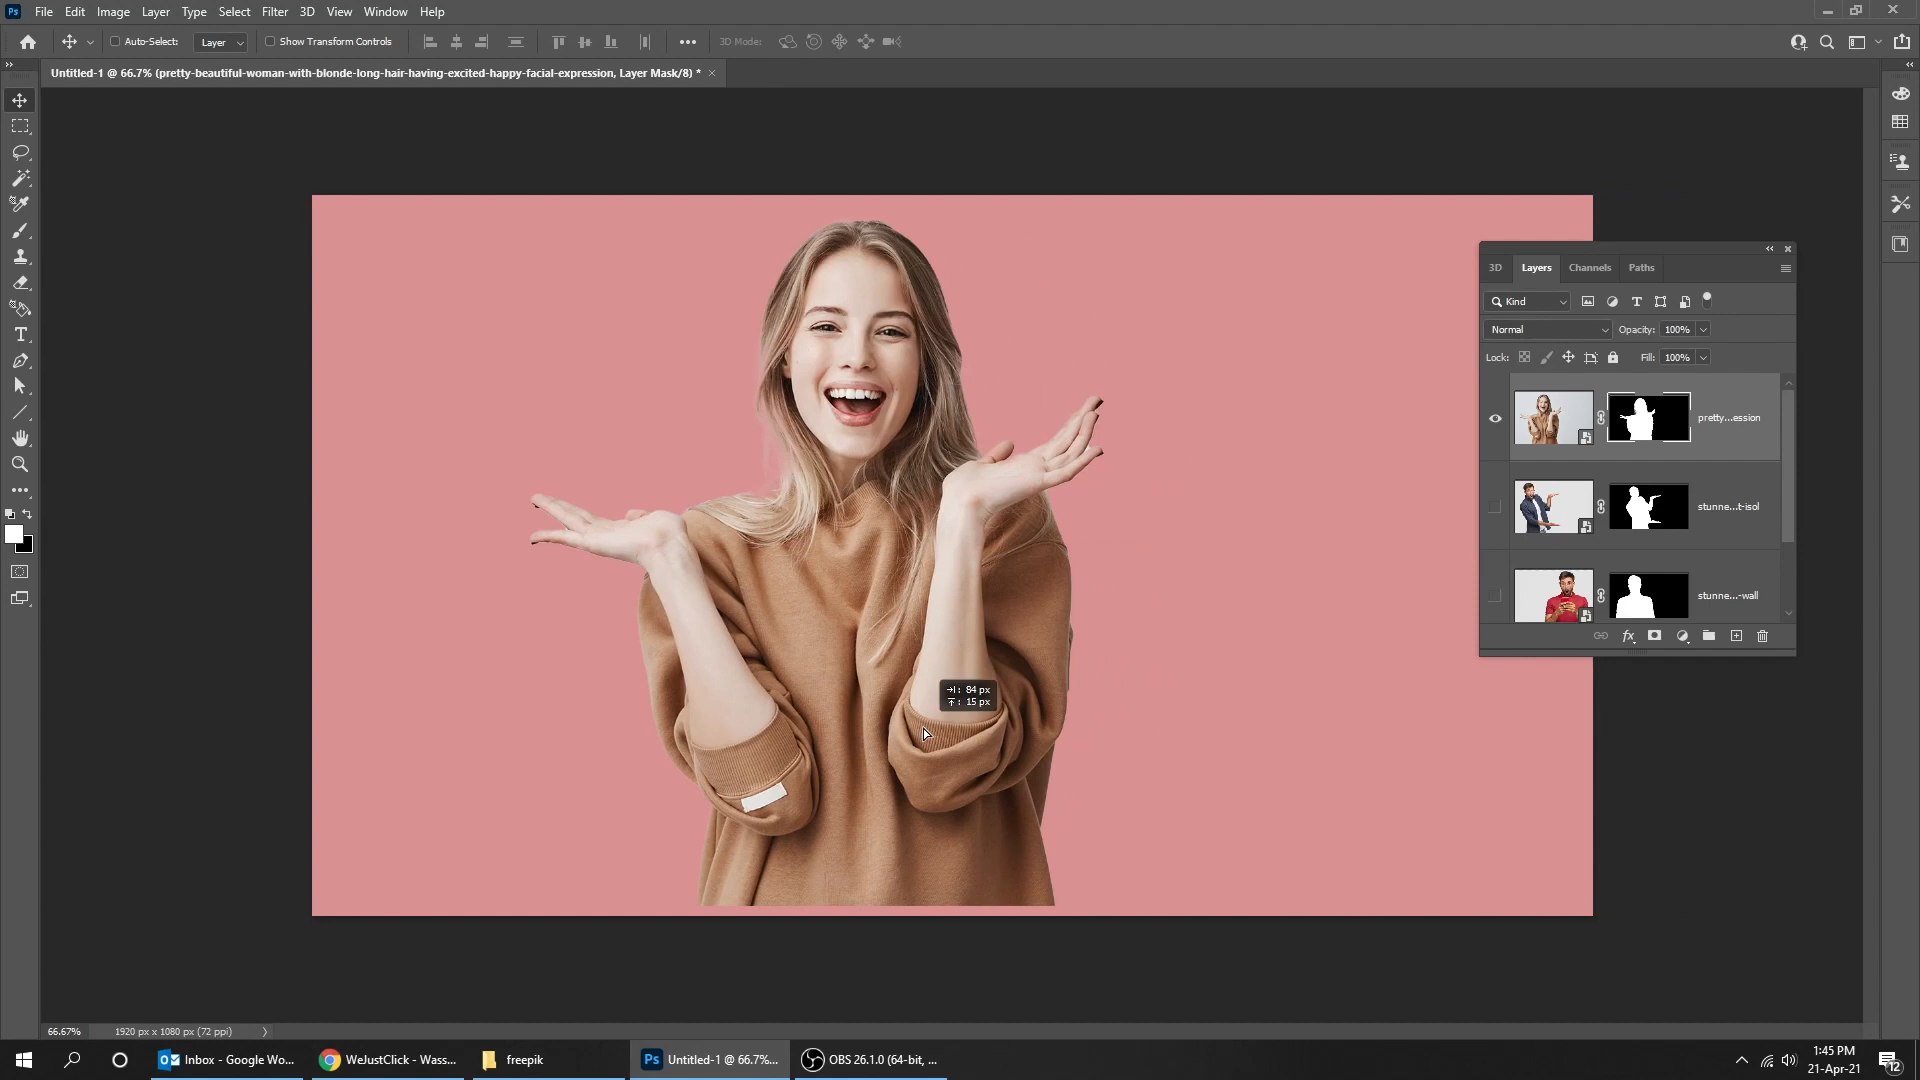 Ps File Edit Image Layer Type Select Filter 3D View Window Help
Auto-Select: Layer Show Transform Controls 3D Mode:
Untitled-1 @ 66.7% (pretty-beautiful-woman-with-blonde-long-hair-having-excited-happy-facial-expression, Layer Mask/8) *
3D Layers Channels Paths
Kind
Normal Opacity: 100%
Lock: Fill: 100%
pretty...ession
stunne...t-isol
stunne...-wall
: 84 px
: 15 px
66.67% 1920 px x 1080 px (72 ppi)
Inbox - Google Wo... WeJustClick - Wass... freepik Ps Untitled-1 @ 66.7%... OBS 26.1.0 (64-bit, ...
1:45 PM
21-Apr-21
12